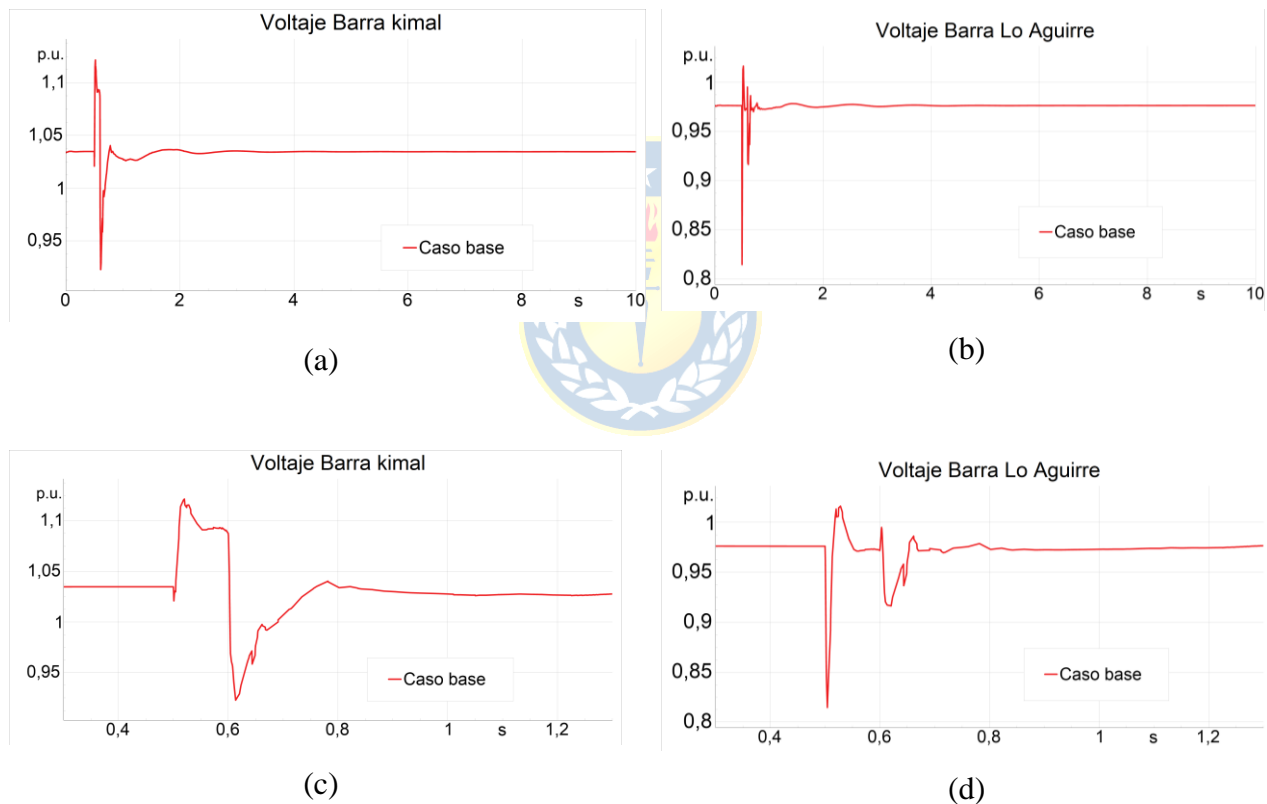 Voltaje Barra kimal
p.u.
1,1
1,05
1
0,95
0 2 4 6 s 8 10
Caso base
(a)
Voltaje Barra Lo Aguirre
p.u.
1
0,95
0,9
0,85
0,8
0 2 4 6 s 8 10
Caso base
(b)
Voltaje Barra kimal
p.u.
1,1
1,05
1
0,95
0,4 0,6 0,8 1 s 1,2
Caso base
(c)
Voltaje Barra Lo Aguirre
p.u.
1
0,95
0,9
0,85
0,8
0,4 0,6 0,8 1 s 1,2
Caso base
(d)